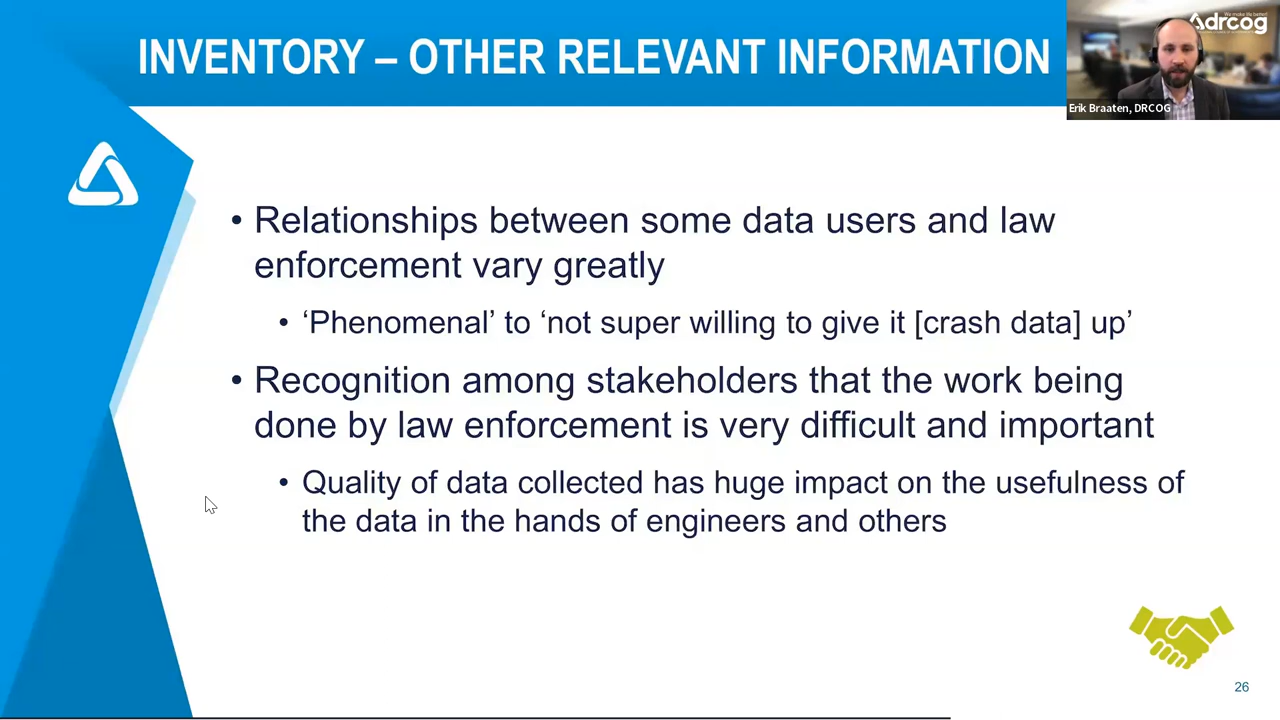 INVENTORY – OTHER RELEVANT INFORMATION
drcog
Erik Braaten, DRCOG
• Relationships between some data users and law
enforcement vary greatly
• ‘Phenomenal’ to ‘not super willing to give it [crash data] up’
• Recognition among stakeholders that the work being
done by law enforcement is very difficult and important
• Quality of data collected has huge impact on the usefulness of
the data in the hands of engineers and others
26